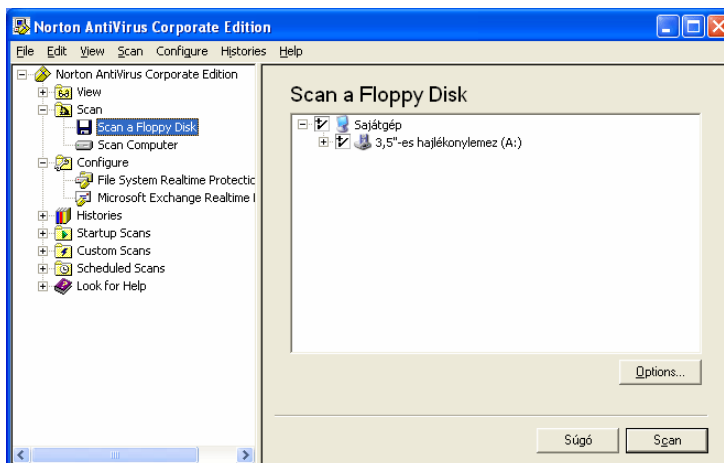 Norton AntiVirus Corporate Edition
File Edit View Scan Configure Histories Help
Norton AntiVirus Corporate Edition
View
Scan
Scan a Floppy Disk
Scan Computer
Configure
File System Realtime Protectic
Microsoft Exchange Realtime
Histories
Startup Scans
Custom Scans
Scheduled Scans
Look for Help
Scan a Floppy Disk
Sajátgép
3,5"-es hajlékonylemez (A:)
Options...
Súgó
Scan